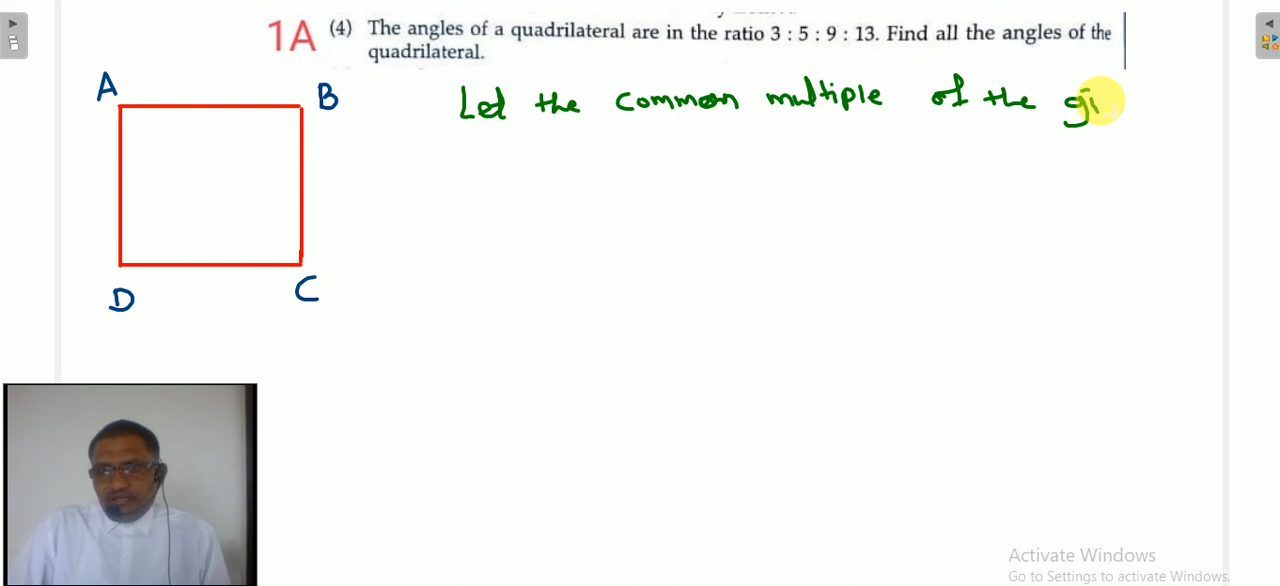 1A (4) The angles of a quadrilateral are in the ratio 3 : 5 : 9 : 13. Find all the angles of the
quadrilateral.
A B
Let the common multiple of the gi
D C
Activate Windows
Go to Settings to activate Windows.